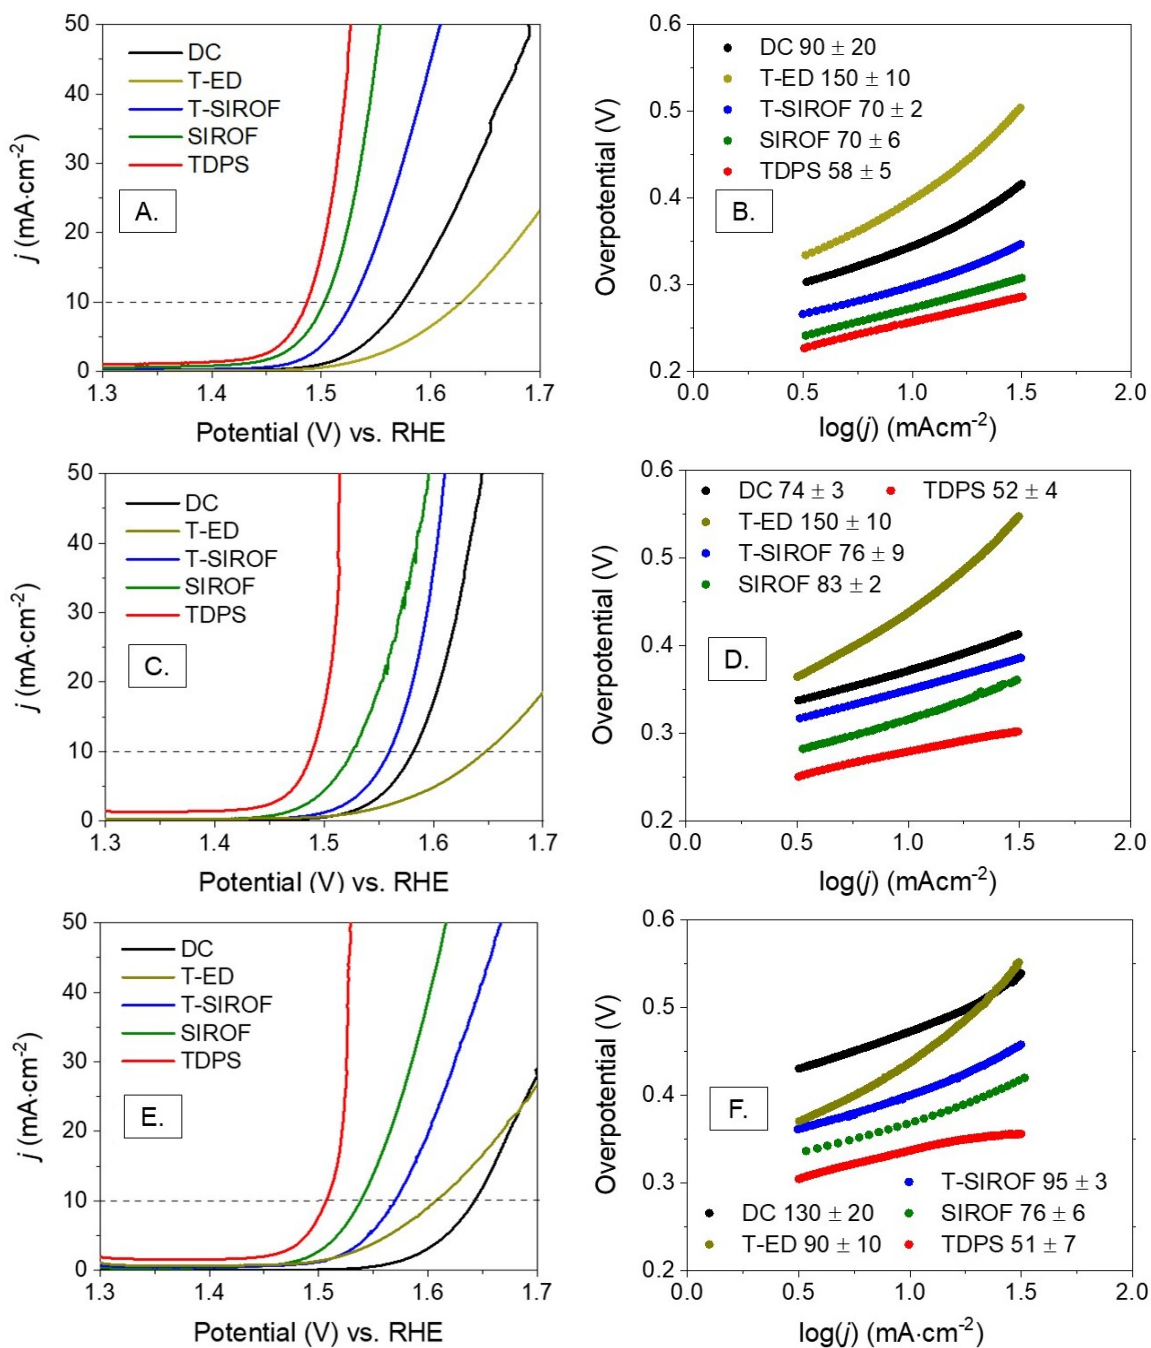 50
40
30
20
10
0
j (mA·cm-2)
DC
T-ED
T-SIROF
SIROF
TDPS
A.
1.3 1.4 1.5 1.6 1.7
Potential (V) vs. RHE
0.6
0.5
0.4
0.3
0.2
Overpotential (V)
DC 90 ± 20
T-ED 150 ± 10
T-SIROF 70 ± 2
SIROF 70 ± 6
TDPS 58 ± 5
B.
0.0 0.5 1.0 1.5 2.0
log(j) (mAcm-2)
50
40
30
20
10
0
j (mA·cm-2)
DC
T-ED
T-SIROF
SIROF
TDPS
C.
1.3 1.4 1.5 1.6 1.7
Potential (V) vs. RHE
0.6
0.5
0.4
0.3
0.2
Overpotential (V)
DC 74 ± 3 TDPS 52 ± 4
T-ED 150 ± 10
T-SIROF 76 ± 9
SIROF 83 ± 2
D.
0.0 0.5 1.0 1.5 2.0
log(j) (mAcm-2)
50
40
30
20
10
0
j (mA·cm-2)
DC
T-ED
T-SIROF
SIROF
TDPS
E.
1.3 1.4 1.5 1.6 1.7
Potential (V) vs. RHE
0.6
0.5
0.4
0.3
0.2
Overpotential (V)
F.
T-SIROF 95 ± 3
DC 130 ± 20 SIROF 76 ± 6
T-ED 90 ± 10 TDPS 51 ± 7
0.0 0.5 1.0 1.5 2.0
log(j) (mA·cm-2)